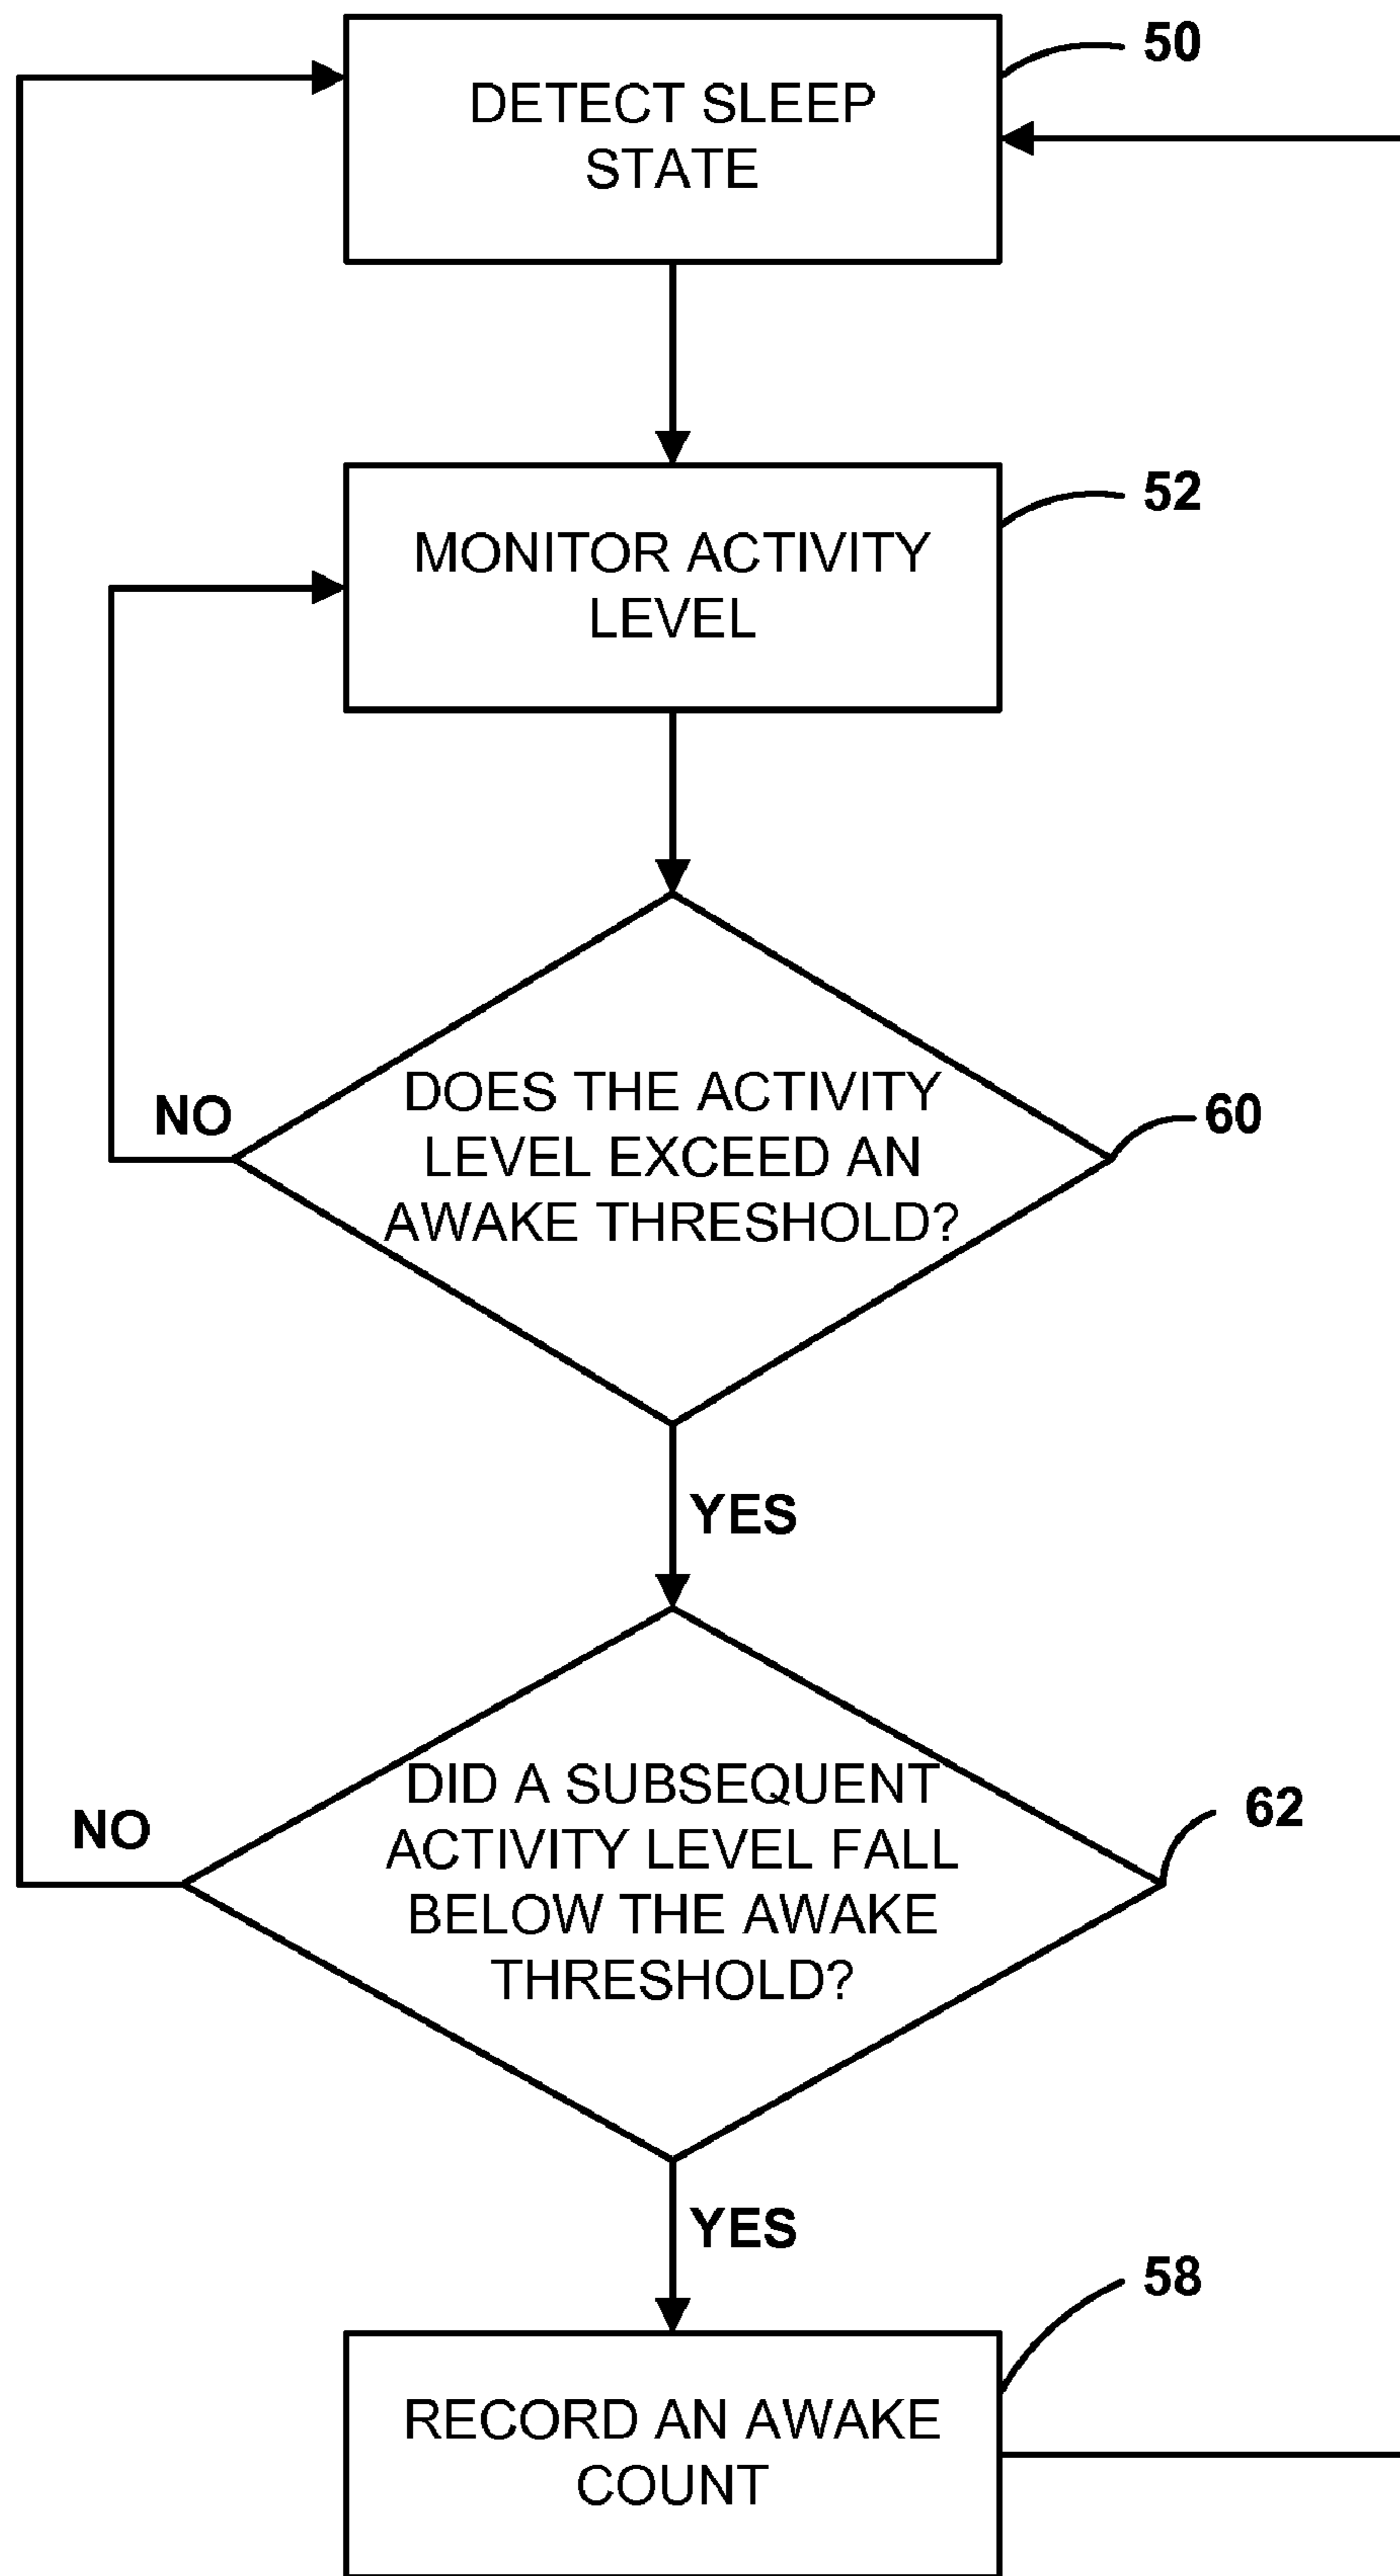 50
DETECT SLEEP
STATE
52
MONITOR ACTIVITY
LEVEL
DOES THE ACTIVITY
LEVEL EXCEED AN
AWAKE THRESHOLD?
NO
60
YES
DID A SUBSEQUENT
ACTIVITY LEVEL FALL
BELOW THE AWAKE
THRESHOLD?
NO
62
YES
58
RECORD AN AWAKE
COUNT